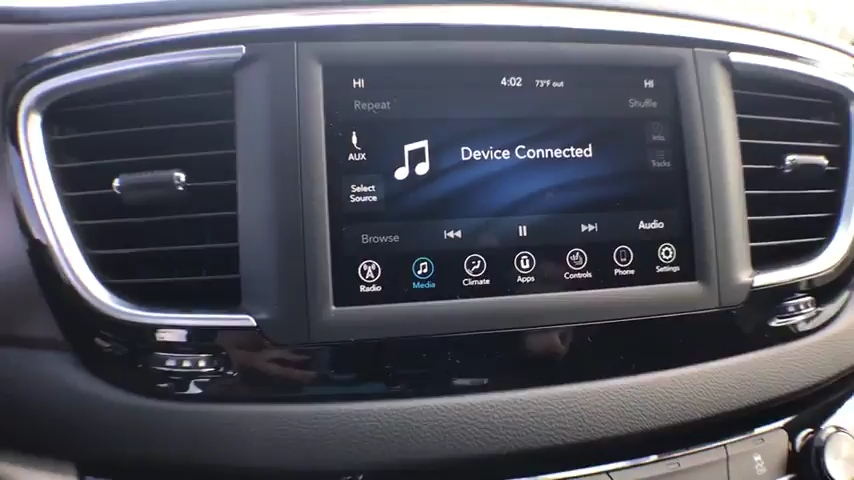 HI 4:02 73°F out HI
Repeat Shuffle
AUX Device Connected Info
Tracks
Select
Source
Browse Audio
Radio Media Climate Apps Controls Phone Settings